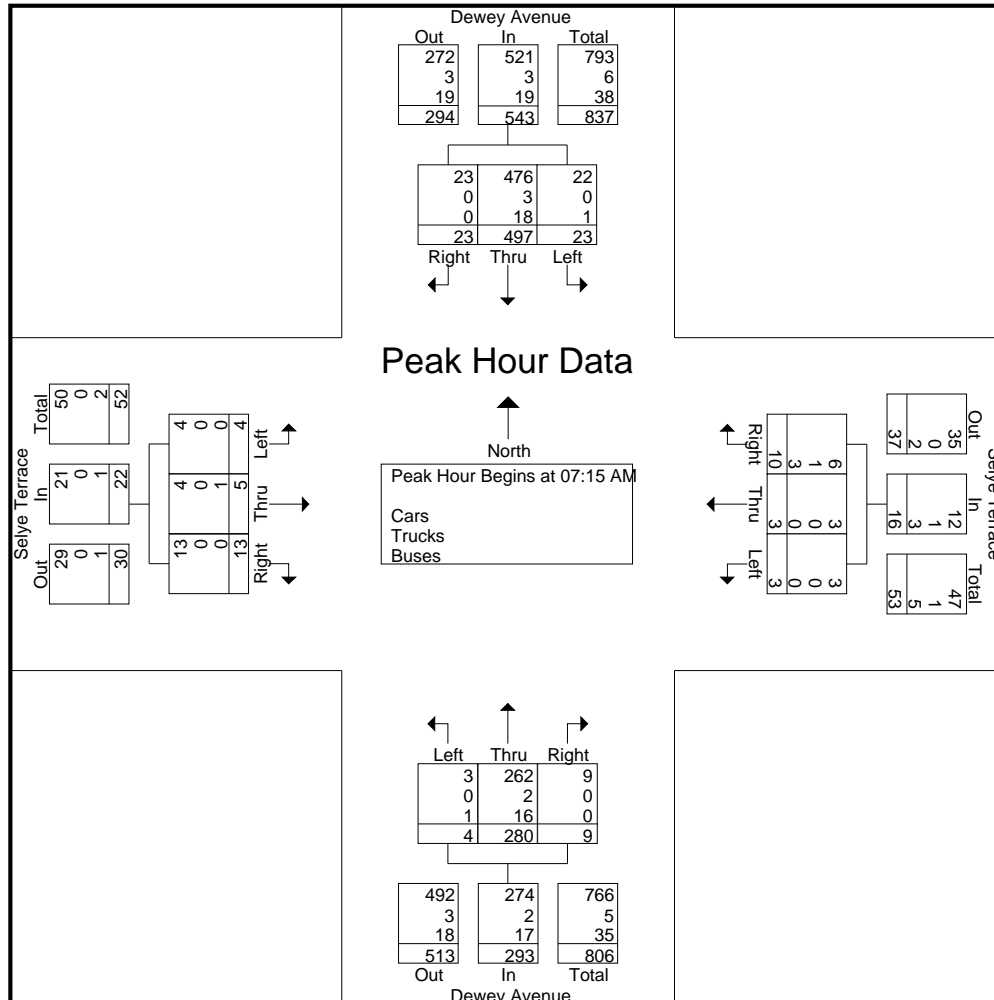 Dewey Avenue
Out In Total
272 521 793
3 3 6
19 19 38
294 543 837
23 476 22
0 3 0
0 18 1
23 497 23
Right Thru Left
Peak Hour Data
North
Peak Hour Begins at 07:15 AM
Cars
Trucks
Buses
Selye Terrace
Total In Out
50 0 2 52
21 0 1 22
29 0 1 30
Left
4 0 0 4
Thru
4 0 1 5
Right
13 0 0 13
Selye Terrace
Out In Total
35 0 2 37
12 1 3 16
47 1 5 53
Right
6 1 3 10
Thru
3 0 0 3
Left
3 0 0 3
Left Thru Right
3 262 9
0 2 0
1 16 0
4 280 9
492 274 766
3 2 5
18 17 35
513 293 806
Out In Total
Dewey Avenue